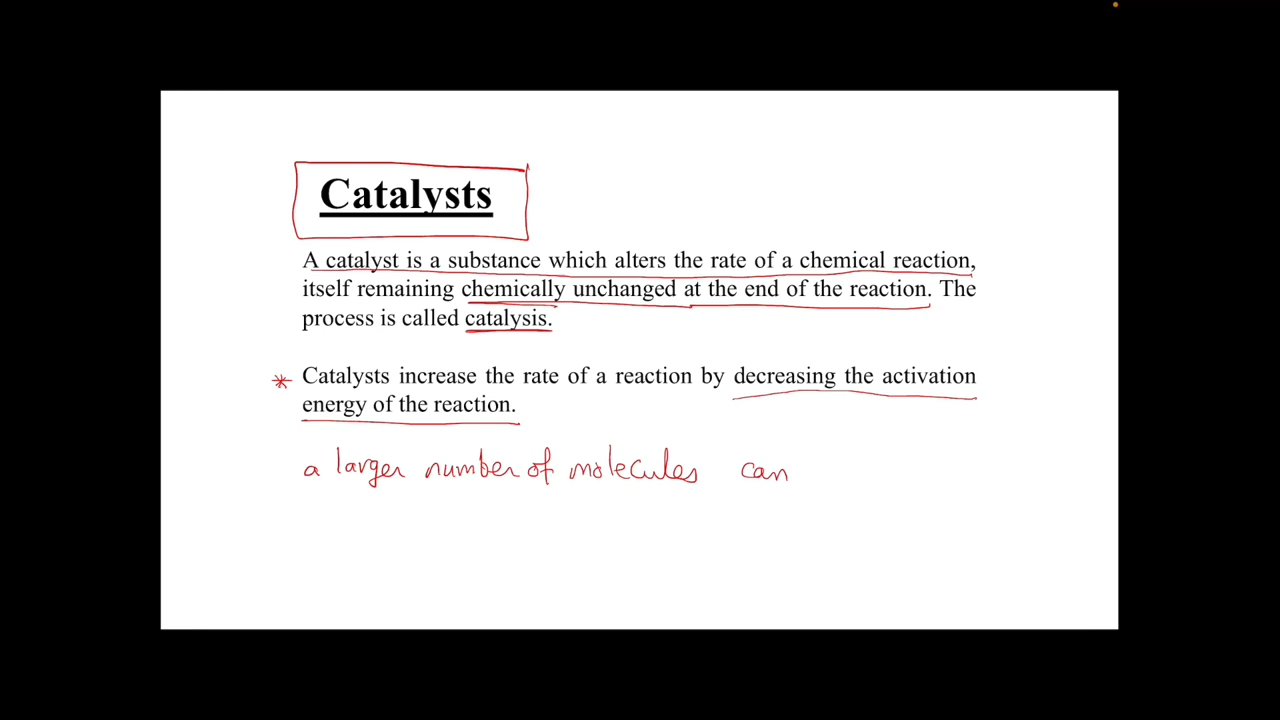 Catalysts
A catalyst is a substance which alters the rate of a chemical reaction,
itself remaining chemically unchanged at the end of the reaction. The
process is called catalysis.
* Catalysts increase the rate of a reaction by decreasing the activation
energy of the reaction.
a larger number of molecules can